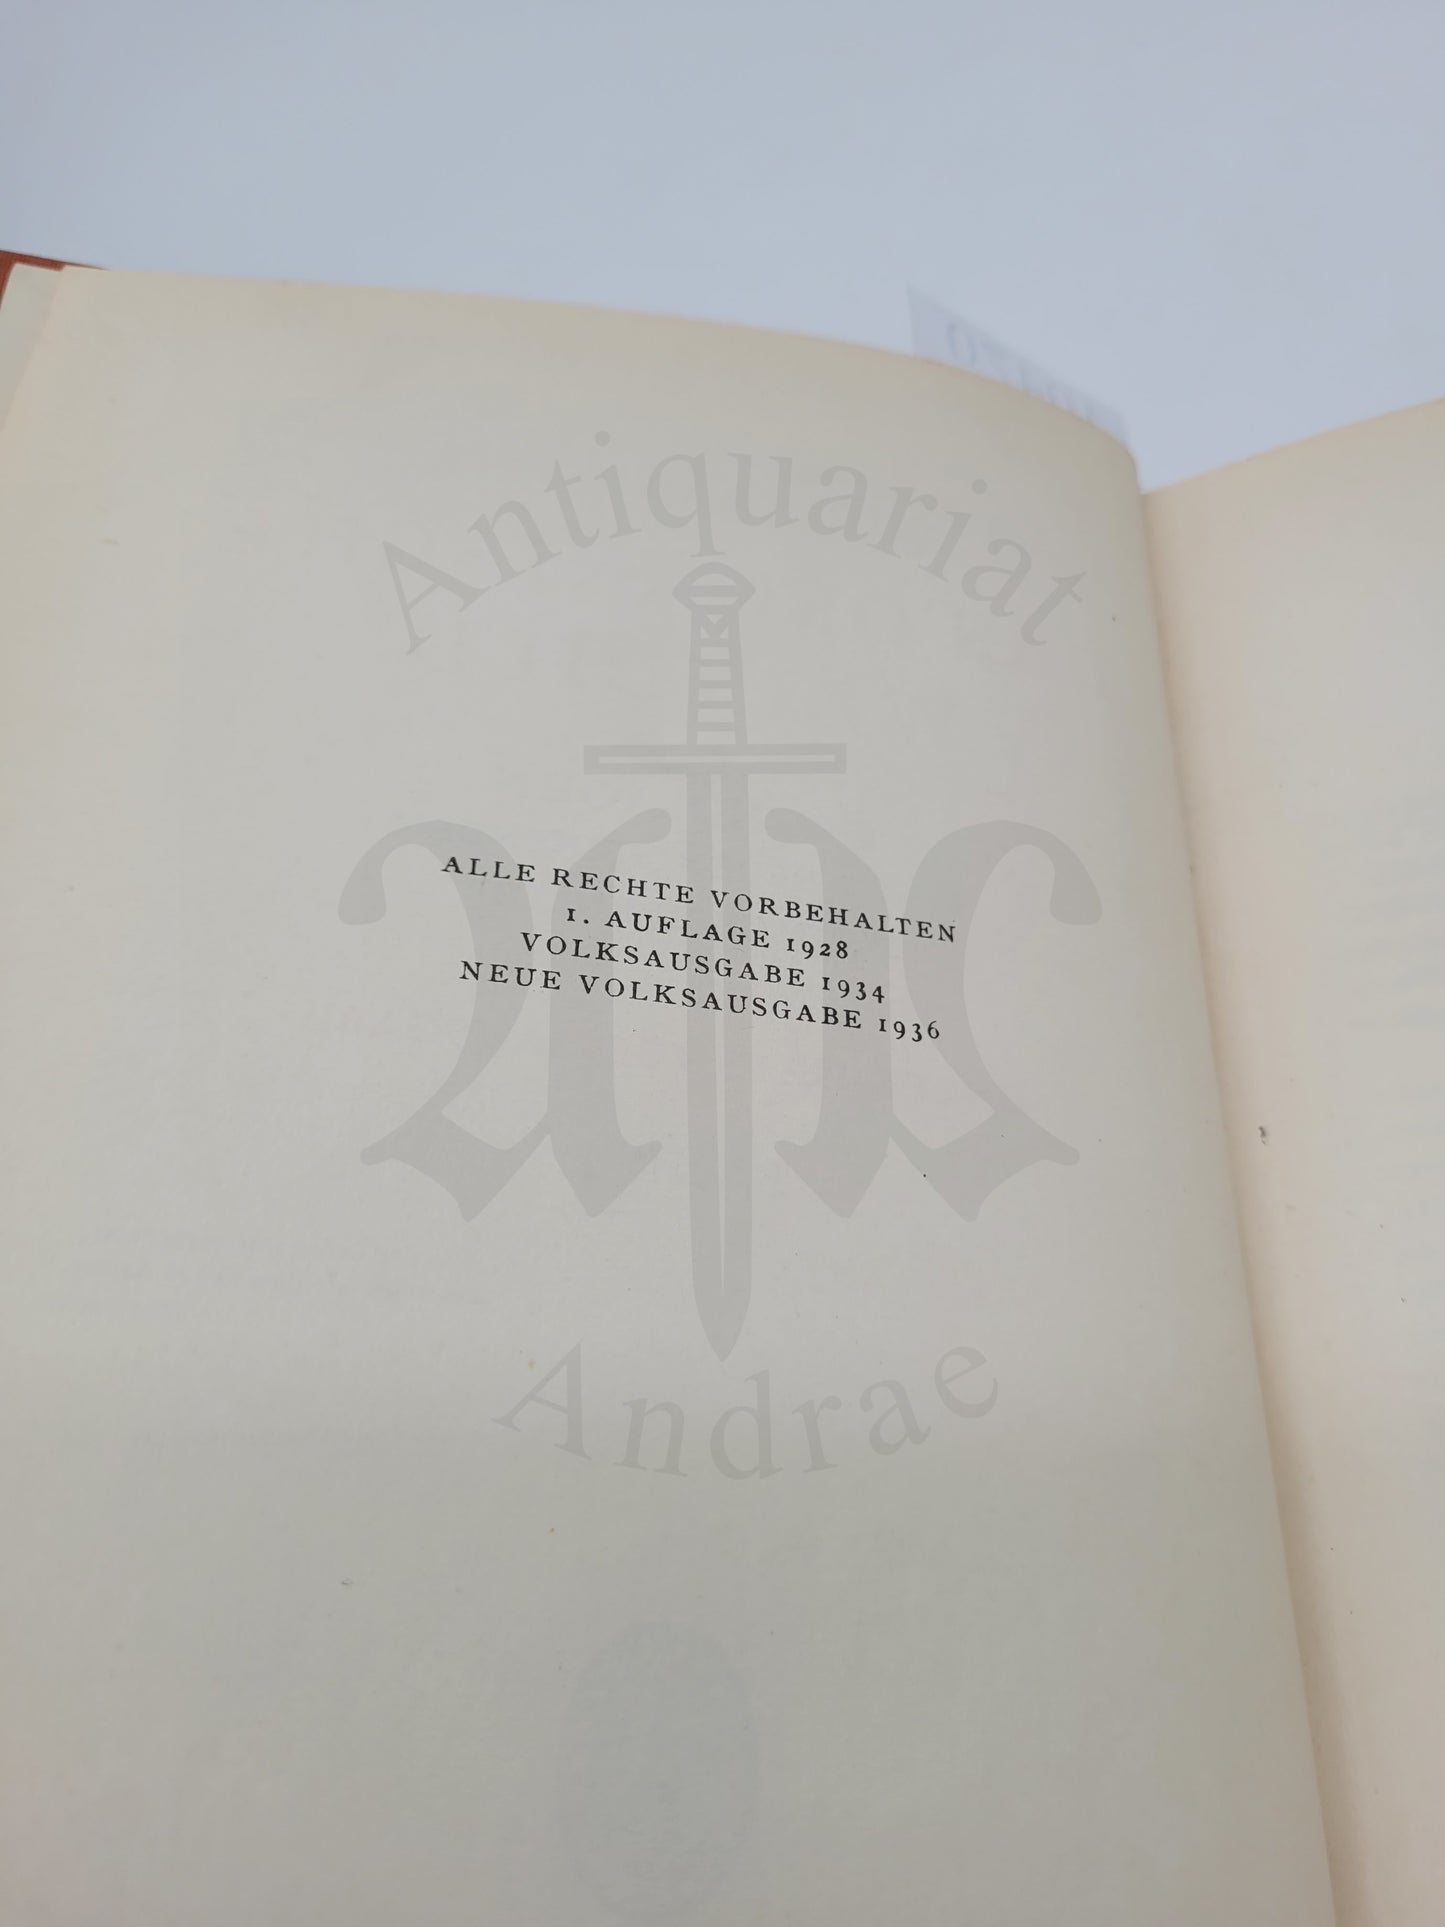 Antiquariat
ALLE RECHTE VORBEHALTEN
1. AUFLAGE 1928
VOLKSAUSGABE 1934
NEUE VOLKSAUSGABE 1936
Andrae